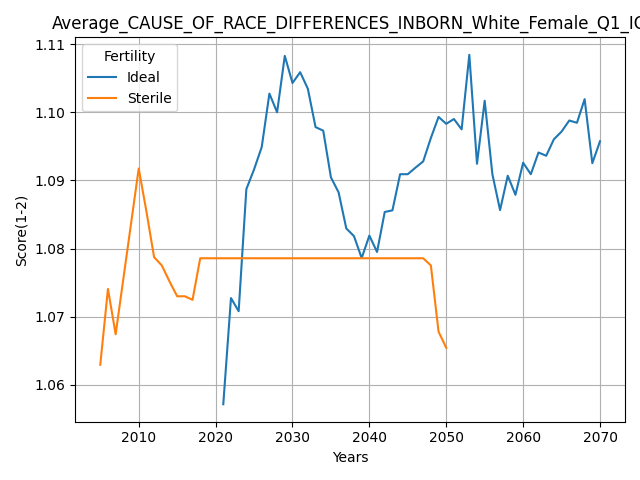 Average_CAUSE_OF_RACE_DIFFERENCES_INBORN_White_Female_Q1_IQ
Fertility
Ideal
Sterile
1.11
1.10
1.09
1.08
1.07
1.06
Score(1-2)
2010 2020 2030 2040 2050 2060 2070
Years